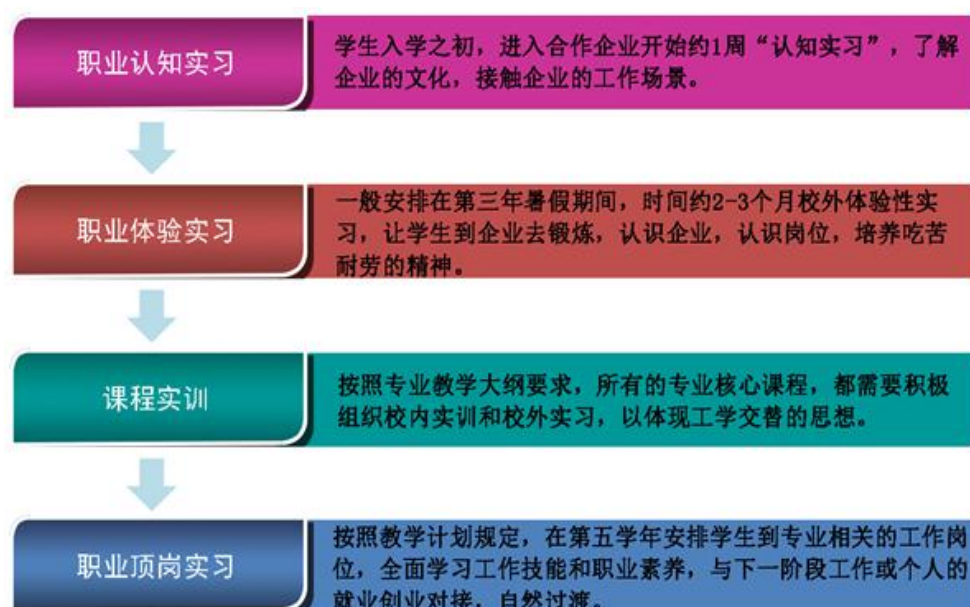 职业认知实习
学生入学之初，进入合作企业开始约1周“认知实习”，了解
企业的文化，接触企业的工作场景。
职业体验实习
一般安排在第三年暑假期间，时间约2-3个月校外体验性实
习，让学生到企业去锻炼，认识企业，认识岗位，培养吃苦
耐劳的精神。
课程实训
按照专业教学大纲要求，所有的专业核心课程，都需要积极
组织校内实训和校外实习，以体现工学交替的思想。
职业顶岗实习
按照教学计划规定，在第五学年安排学生到专业相关的工作岗
位，全面学习工作技能和职业素养，与下一阶段工作或个人的
就业创业对接，自然过渡。